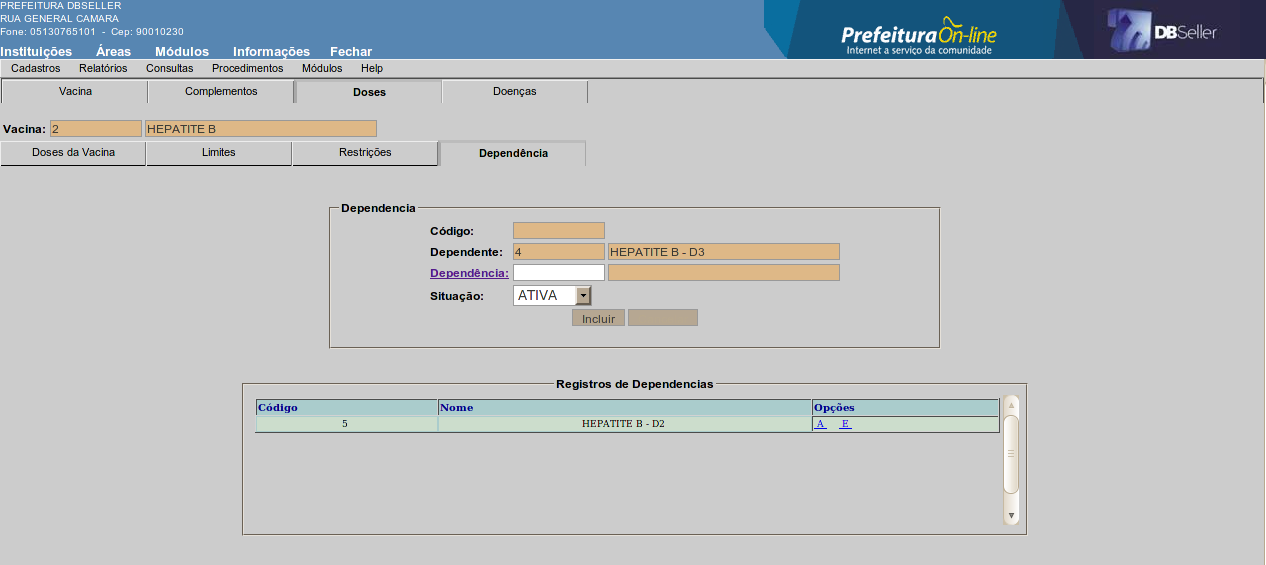 PREFEITURA DBSELLER
RUA GENERAL CAMARA
Fone: 05130765101 - Cep: 90010230
Prefeitura On-line
Internet a serviço da comunidade
DBSeller
Instituições Áreas Módulos Informações Fechar
Cadastros Relatórios Consultas Procedimentos Módulos Help
Vacina Complementos Doses Doenças
Vacina: 2 HEPATITE B
Doses da Vacina Limites Restrições Dependência
Dependencia
Código:
Dependente: 4 HEPATITE B - D3
Dependência:
Situação: ATIVA
Incluir
Registros de Dependencias
Código Nome Opções
5 HEPATITE B - D2 A E